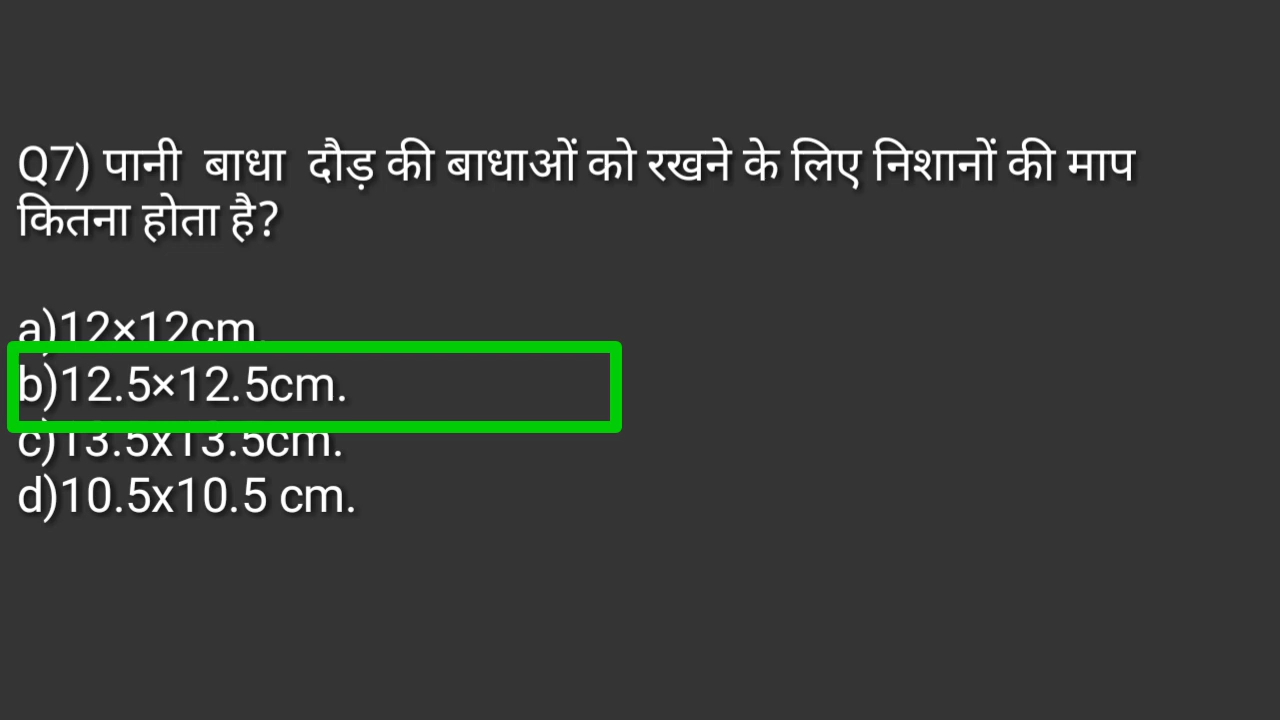 Q7) पानी  बाधा  दौड़ की बाधाओं को रखने के लिए निशानों की माप
कितना होता है?
a)12×12cm.
b)12.5×12.5cm.
c)13.5x13.5cm.
d)10.5x10.5 cm.